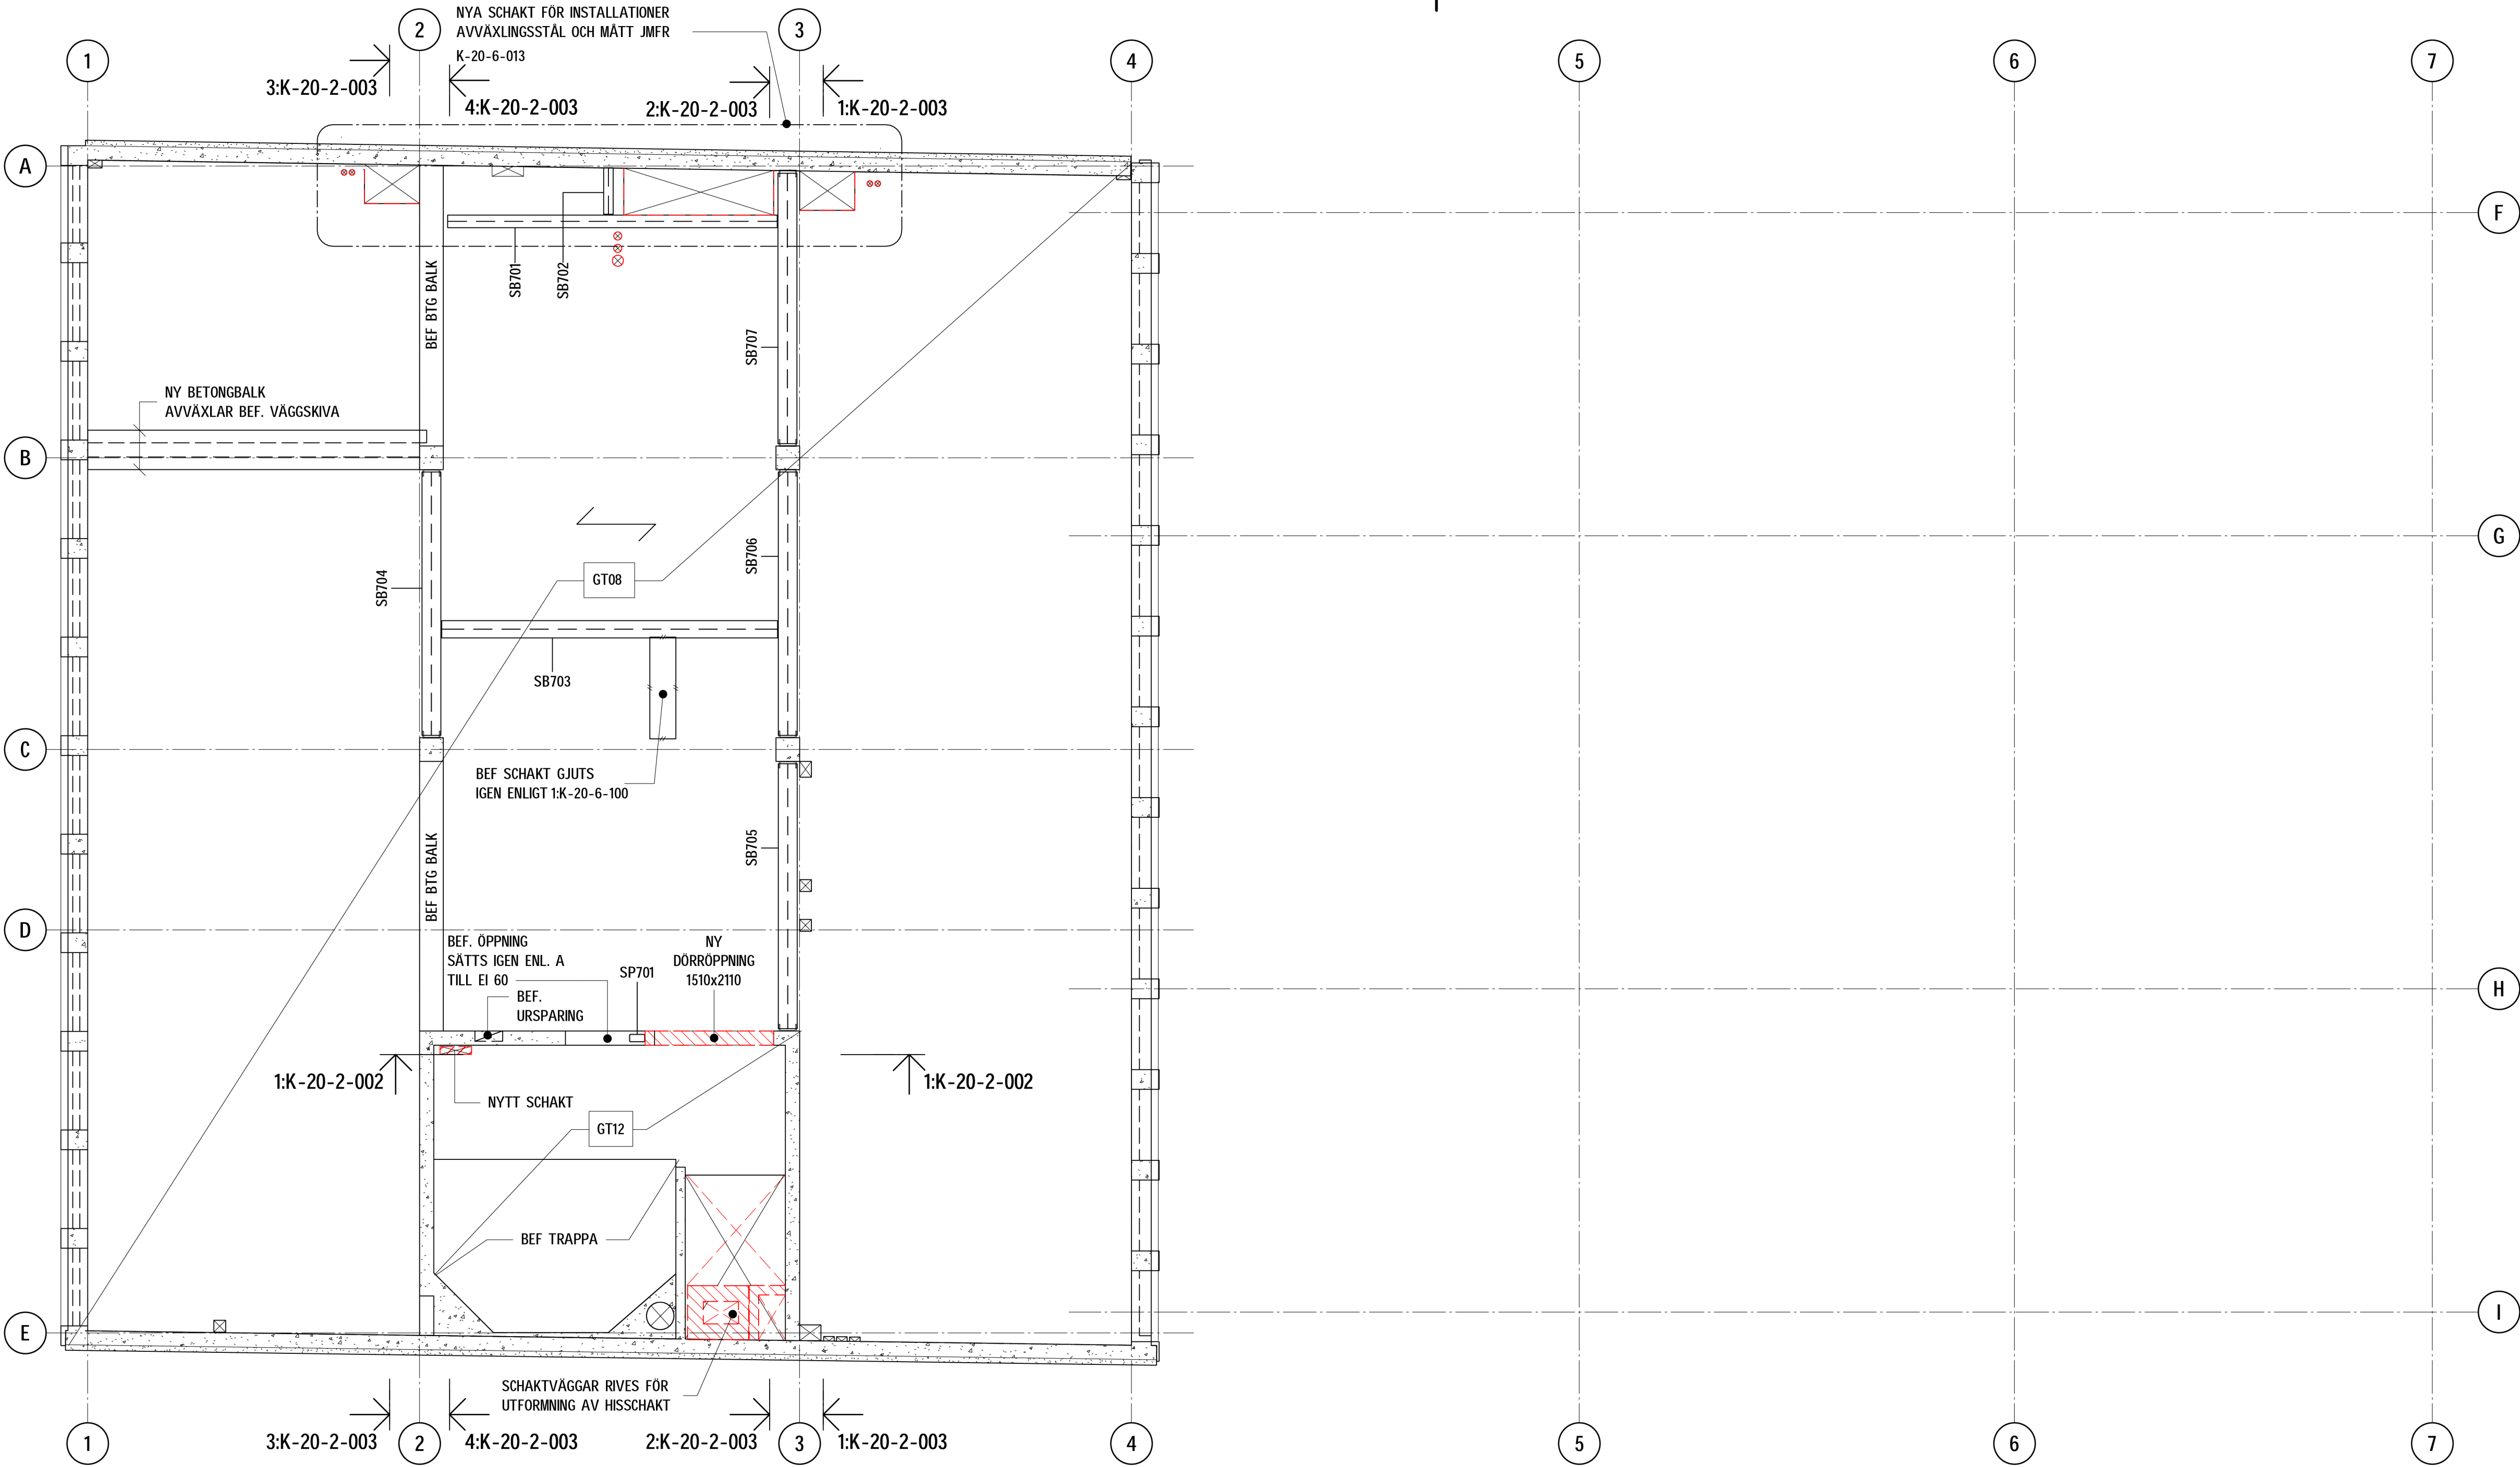 NYA SCHAKT FÖR INSTALLATIONER
AVVÄXLINGSSTÅL OCH MÅTT JMFR
K-20-6-013
1
2
3
4
5
6
7
3:K-20-2-003
4:K-20-2-003
2:K-20-2-003
1:K-20-2-003
A
F
SB701
SB702
BEF BTG BALK
SB707
NY BETONGBALK
AVVÄXLAR BEF. VÄGGSKIVA
B
G
SB706
GT08
SB704
SB703
C
BEF SCHAKT GJUTS
IGEN ENLIGT 1:K-20-6-100
BEF BTG BALK
SB705
D
BEF. ÖPPNING
SÄTTS IGEN ENL. A
TILL EI 60
SP701
NY
DÖRRÖPPNING
1510x2110
BEF.
URSPARING
H
1:K-20-2-002
1:K-20-2-002
NYTT SCHAKT
GT12
BEF TRAPPA
I
E
SCHAKTVÄGGAR RIVES FÖR
UTFORMNING AV HISSCHAKT
3:K-20-2-003
4:K-20-2-003
2:K-20-2-003
1:K-20-2-003
1
2
3
4
5
6
7